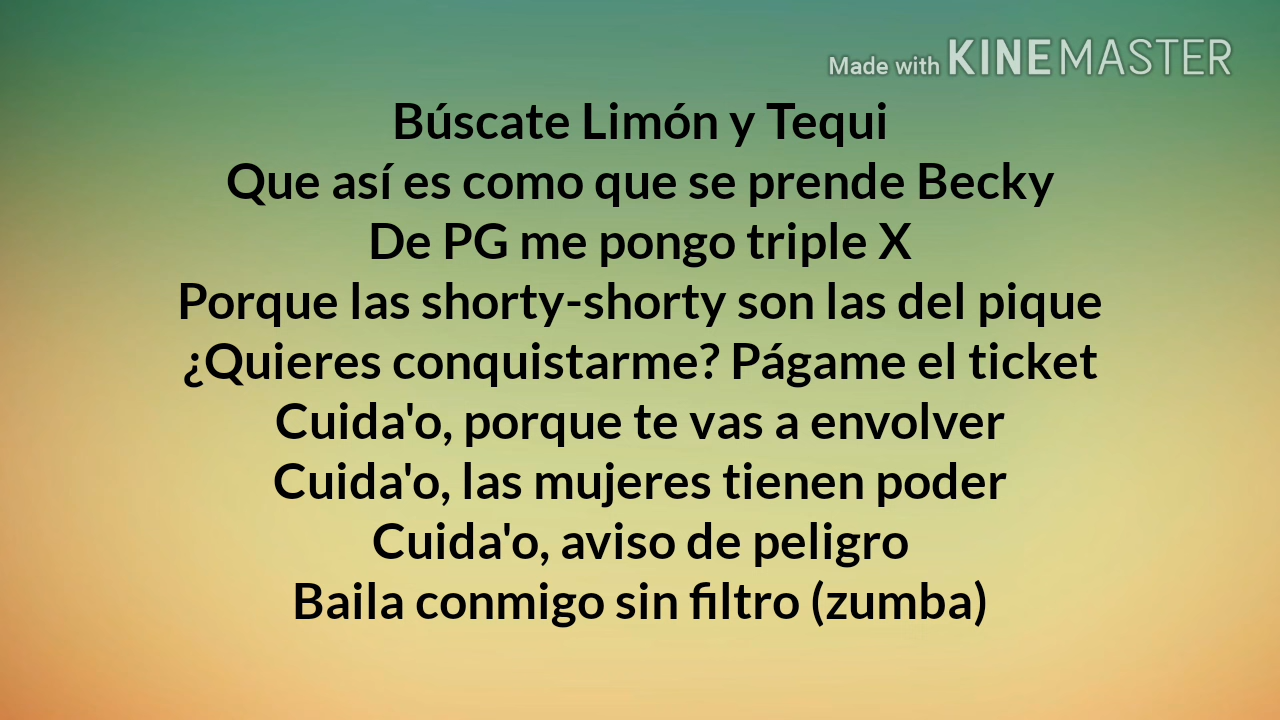 Made with KINEMASTER
Búscate Limón y Tequi
Que así es como que se prende Becky
De PG me pongo triple X
Porque las shorty-shorty son las del pique
¿Quieres conquistarme? Págame el ticket
Cuida'o, porque te vas a envolver
Cuida'o, las mujeres tienen poder
Cuida'o, aviso de peligro
Baila conmigo sin filtro (zumba)